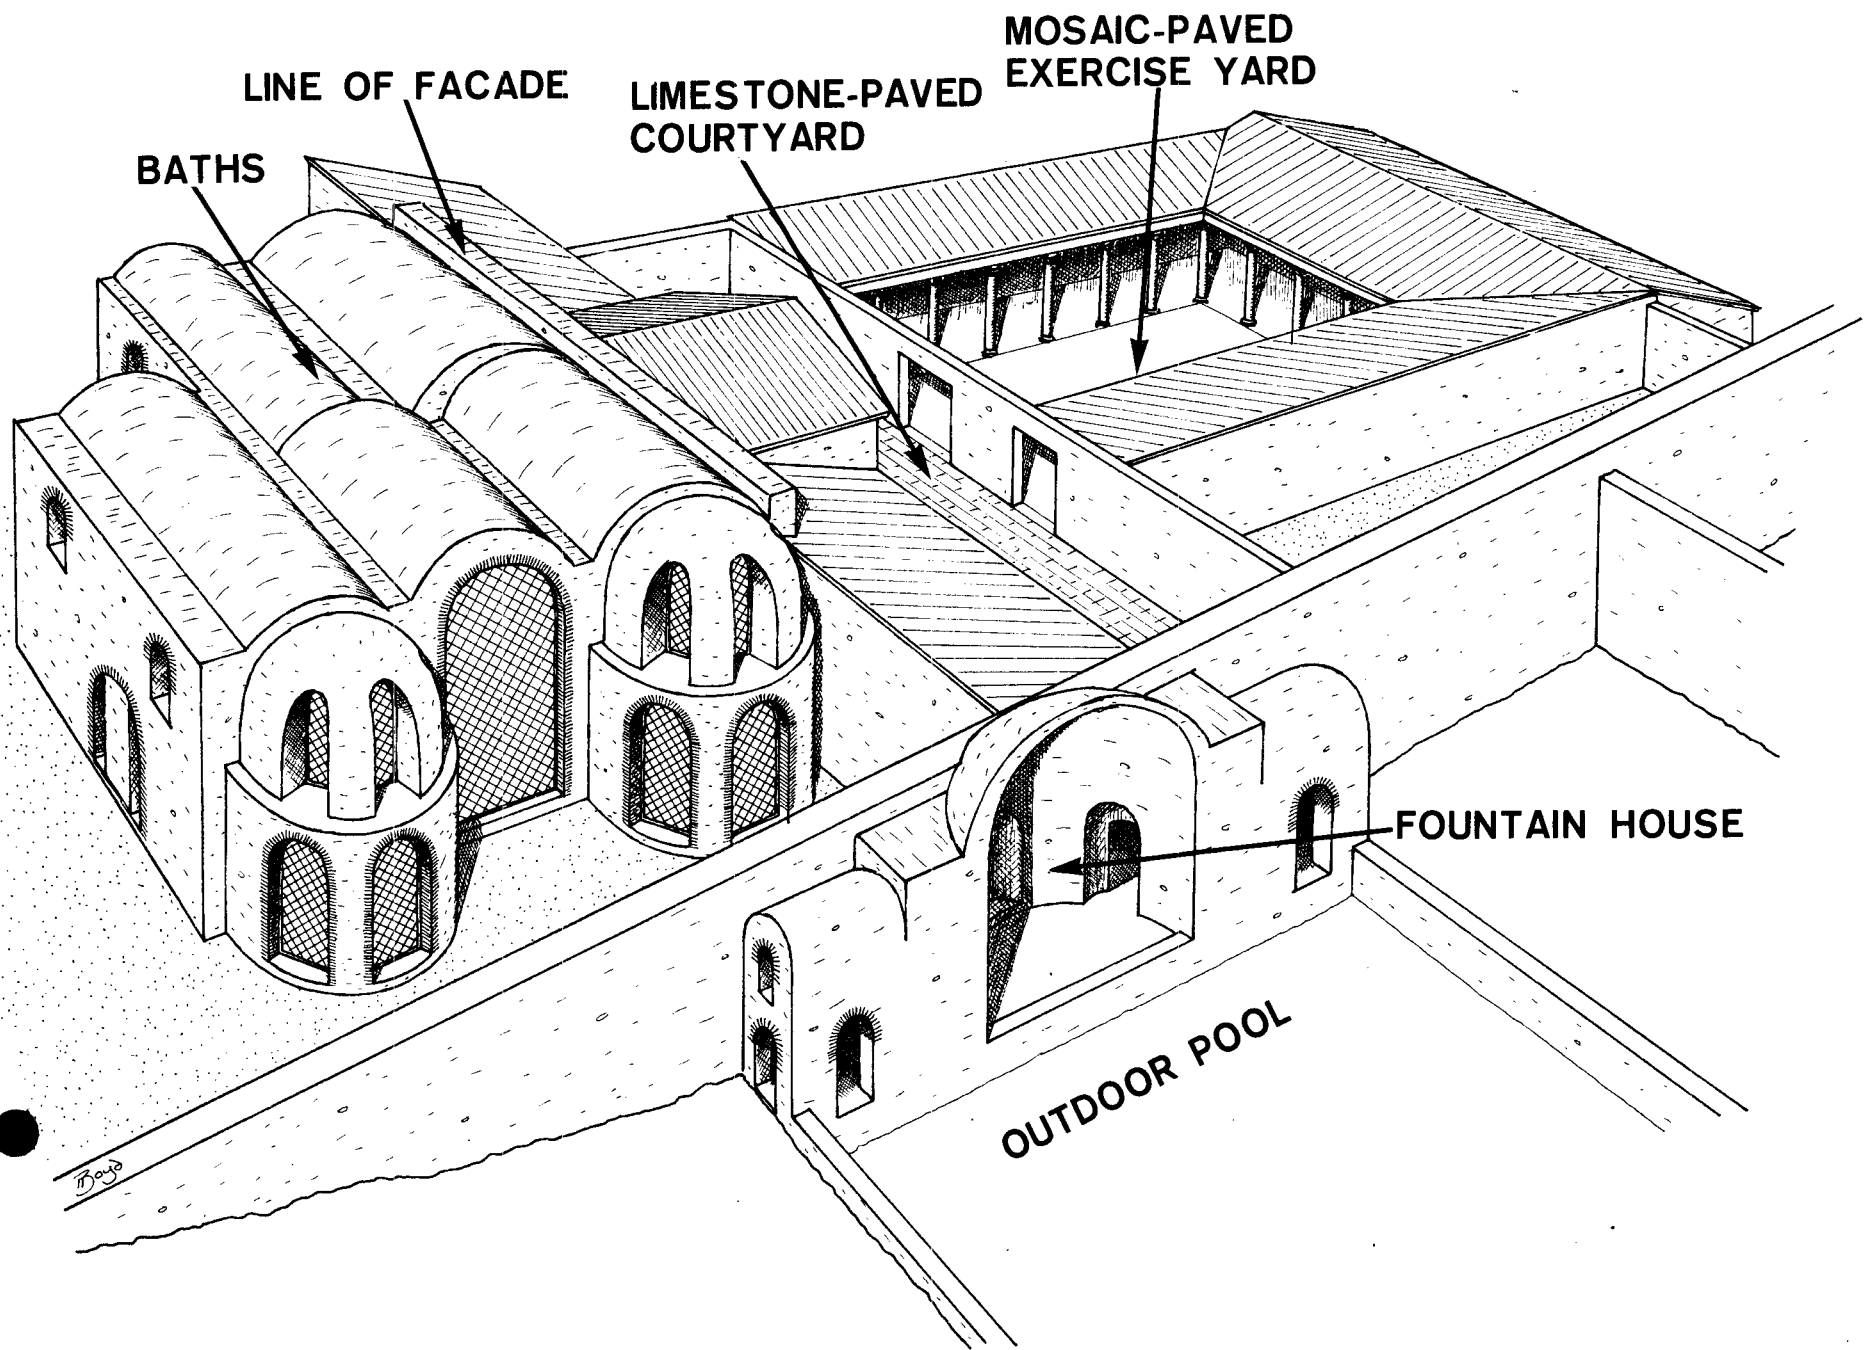 MOSAIC-PAVED
EXERCISE YARD
LINE OF FACADE
LIMESTONE-PAVED
COURTYARD
BATHS
FOUNTAIN HOUSE
OUTDOOR POOL
Boyd